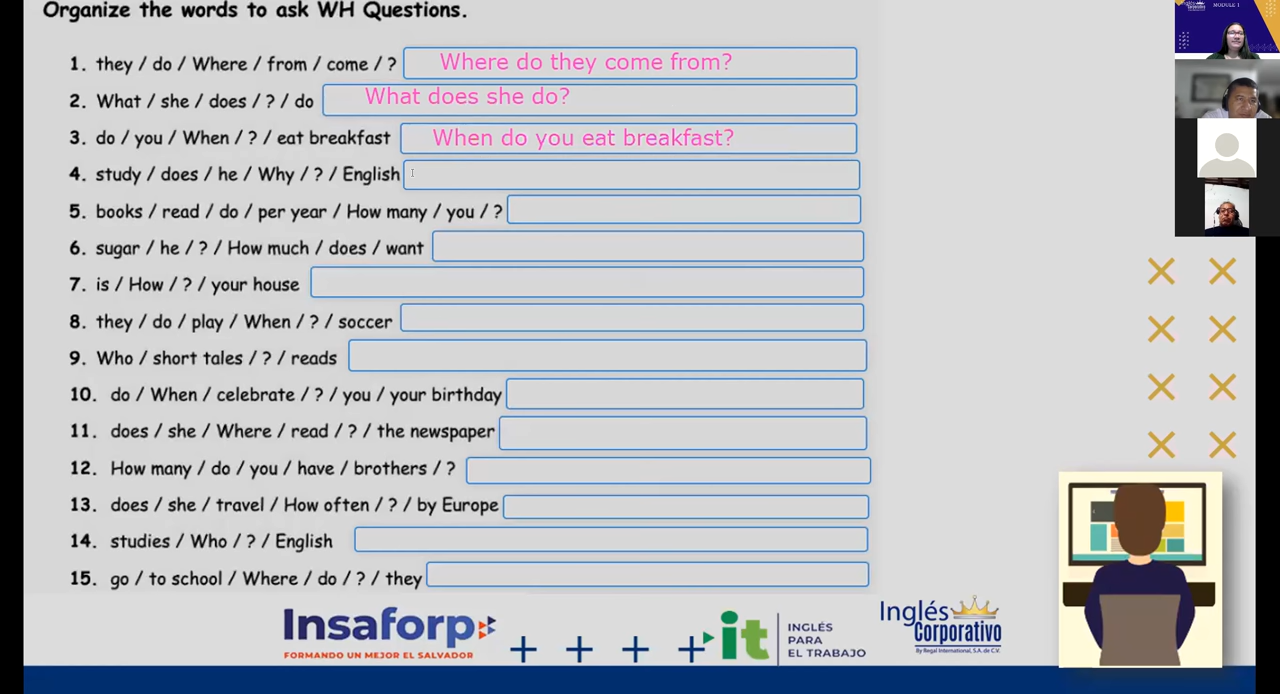 Organize the words to ask WH Questions.
1. they / do / Where / from / come / ? Where do they come from?
2. What / she / does / ? / do What does she do?
3. do / you / When / ? / eat breakfast When do you eat breakfast?
4. study / does / he / Why / ? / English
5. books / read / do / per year / How many / you / ?
6. sugar / he / ? / How much / does / want
7. is / How / ? / your house
8. they / do / play / When / ? / soccer
9. Who / short tales / ? / reads
10. do / When / celebrate / ? / you / your birthday
11. does / she / Where / read / ? / the newspaper
12. How many / do / you / have / brothers / ?
13. does / she / travel / How often / ? / by Europe
14. studies / Who / ? / English
15. go / to school / Where / do / ? / they
Insaforp
FORMANDO UN MEJOR EL SALVADOR
it
INGLÉS
PARA
EL TRABAJO
Inglés
Corporativo
By Regal International, S.A. de C.V.
MODULE 1